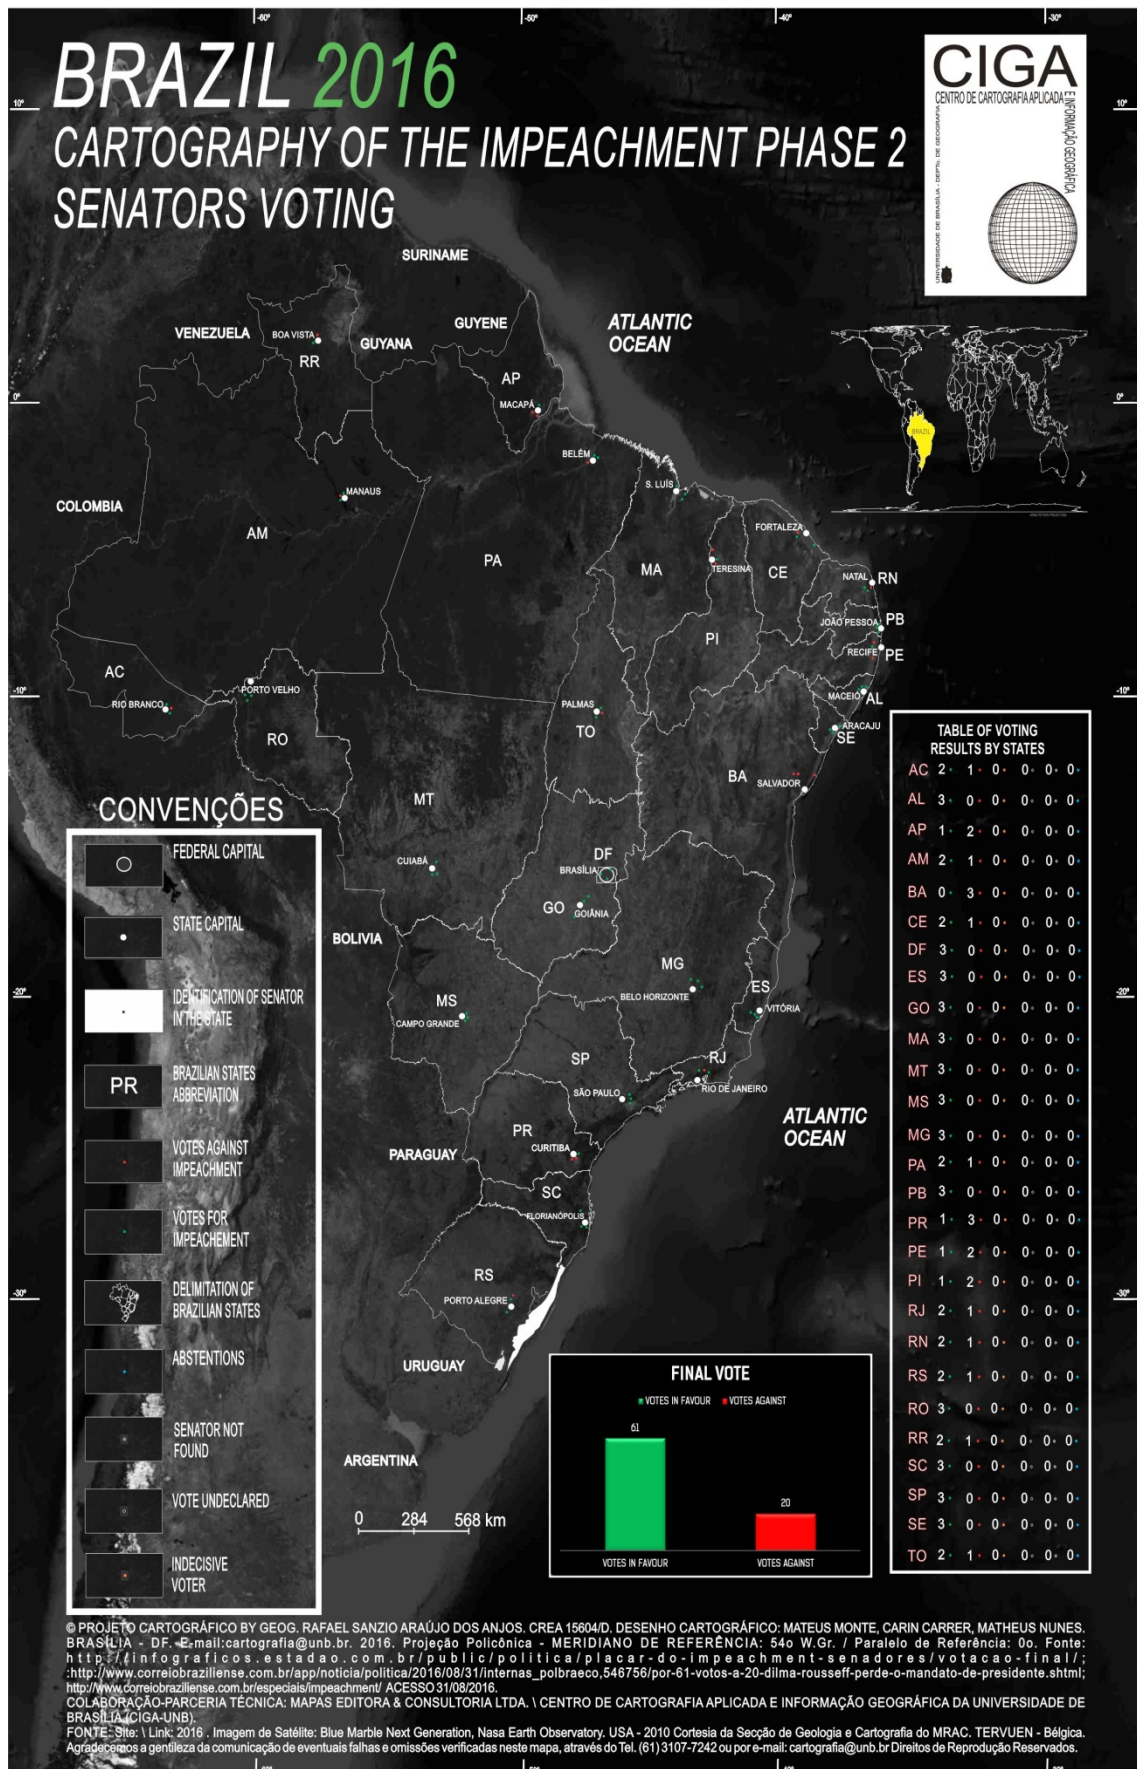 -60º
-50º
-40º
-30º
BRAZIL 2016
CARTOGRAPHY OF THE IMPEACHMENT PHASE 2
SENATORS VOTING
CIGA
CENTRO DE CARTOGRAFIA APLICADA
E INFORMAÇÃO GEOGRÁFICA
UNIVERSIDADE DE BRASÍLIA - DEPTo. DE GEOGRAFIA
10º
10º
SURINAME
GUYENE
VENEZUELA
GUYANA
COLOMBIA
ATLANTIC
OCEAN
BRAZIL
0º
0º
BOA VISTA
RR
AP
MACAPÁ
BELÉM
S. LUÍS
MANAUS
AM
PA
MA
TERESINA
FORTALEZA
CE
NATAL
RN
JOÃO PESSOA
PB
PI
RECIFE
PE
AC
RIO BRANCO
PORTO VELHO
-10º
-10º
PALMAS
TO
MACEIÓ
AL
ARACAJU
SE
RO
MT
BA
SALVADOR
CUIABÁ
DF
BRASÍLIA
GO
GOIÂNIA
BOLIVIA
MG
BELO HORIZONTE
ES
VITÓRIA
MS
CAMPO GRANDE
-20º
-20º
SP
SÃO PAULO
RJ
RIO DE JANEIRO
ATLANTIC
OCEAN
PARAGUAY
PR
CURITIBA
SC
FLORIANÓPOLIS
RS
PORTO ALEGRE
-30º
-30º
URUGUAY
ARGENTINA
0 284 568 km
CONVENÇÕES
FEDERAL CAPITAL
STATE CAPITAL
IDENTIFICATION OF SENATOR
IN THE STATE
PR
BRAZILIAN STATES
ABBREVIATION
VOTES AGAINST
IMPEACHMENT
VOTES FOR
IMPEACHEMENT
DELIMITATION OF
BRAZILIAN STATES
ABSTENTIONS
SENATOR NOT
FOUND
VOTE UNDECLARED
INDECISIVE
VOTER
TABLE OF VOTING
RESULTS BY STATES
AC 2 1 0 0 0 0
AL 3 0 0 0 0 0
AP 1 2 0 0 0 0
AM 2 1 0 0 0 0
BA 0 3 0 0 0 0
CE 2 1 0 0 0 0
DF 3 0 0 0 0 0
ES 3 0 0 0 0 0
GO 3 0 0 0 0 0
MA 3 0 0 0 0 0
MT 3 0 0 0 0 0
MS 3 0 0 0 0 0
MG 3 0 0 0 0 0
PA 2 1 0 0 0 0
PB 3 0 0 0 0 0
PR 1 3 0 0 0 0
PE 1 2 0 0 0 0
PI 1 2 0 0 0 0
RJ 2 1 0 0 0 0
RN 2 1 0 0 0 0
RS 2 1 0 0 0 0
RO 3 0 0 0 0 0
RR 2 1 0 0 0 0
SC 3 0 0 0 0 0
SP 3 0 0 0 0 0
SE 3 0 0 0 0 0
TO 2 1 0 0 0 0
FINAL VOTE
VOTES IN FAVOUR VOTES AGAINST
61
20
VOTES IN FAVOUR VOTES AGAINST
© PROJETO CARTOGRÁFICO BY GEOG. RAFAEL SANZIO ARAÚJO DOS ANJOS. CREA 15604/D. DESENHO CARTOGRÁFICO: MATEUS MONTE, CARIN CARRER, MATHEUS NUNES.
BRASÍLIA - DF. E-mail:cartografia@unb.br. 2016. Projeção Policônica - MERIDIANO DE REFERÊNCIA: 54o W.Gr. / Paralelo de Referência: 0o. Fonte:
http://infograficos.estadao.com.br/public/politica/placar-do-impeachment-senadores/votacao-final/;
:http://www.correiobraziliense.com.br/app/noticia/politica/2016/08/31/internas_polbraeco,546756/por-61-votos-a-20-dilma-rousseff-perde-o-mandato-de-presidente.shtml;
http://www.correiobraziliense.com.br/especiais/impeachment/ ACESSO 31/08/2016.
COLABORAÇÃO-PARCERIA TÉCNICA: MAPAS EDITORA & CONSULTORIA LTDA. \ CENTRO DE CARTOGRAFIA APLICADA E INFORMAÇÃO GEOGRÁFICA DA UNIVERSIDADE DE
BRASÍLIA (CIGA-UNB).
FONTE: Site: \ Link: 2016 . Imagem de Satélite: Blue Marble Next Generation, Nasa Earth Observatory. USA - 2010 Cortesia da Secção de Geologia e Cartografia do MRAC. TERVUEN - Bélgica.
Agradecemos a gentileza da comunicação de eventuais falhas e omissões verificadas neste mapa, através do Tel. (61) 3107-7242 ou por e-mail: cartografia@unb.br Direitos de Reprodução Reservados.